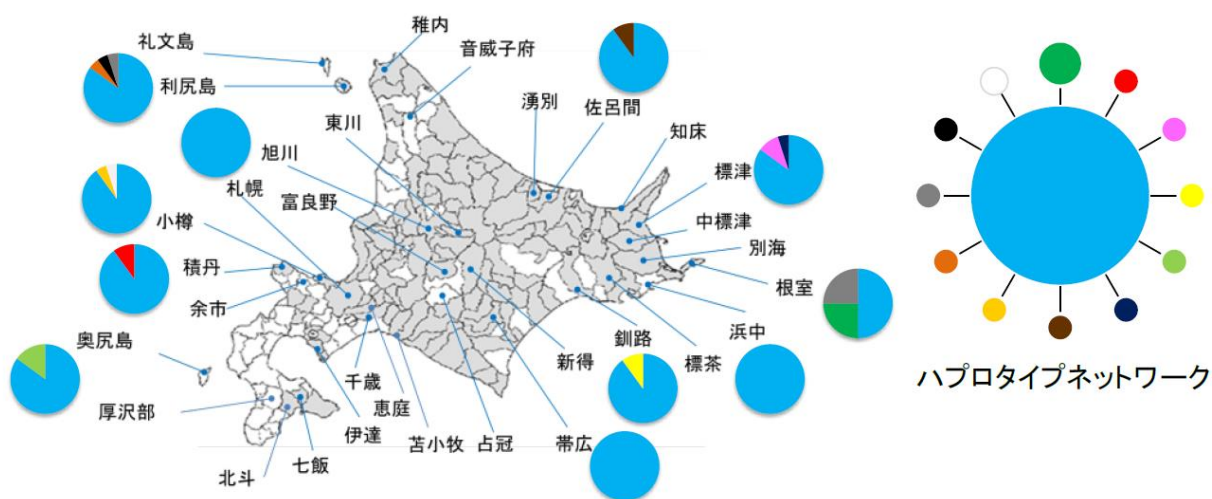 稚内
礼文島
音威子府
利尻島
湧別
佐呂間
東川
知床
旭川
標津
札幌
富良野
中標津
小樽
別海
積丹
根室
余市
釧路
浜中
奥尻島
新得
標茶
千歳
恵庭
厚沢部
伊達
苫小牧
占冠
帯広
北斗
七飯
ハプロタイプネットワーク